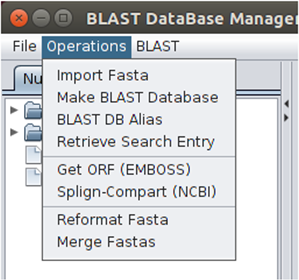 BLAST DataBase Manager
File Operations BLAST
Nu
Import Fasta
Make BLAST Database
BLAST DB Alias
Retrieve Search Entry
Get ORF (EMBOSS)
Splign-Compart (NCBI)
Reformat Fasta
Merge Fastas